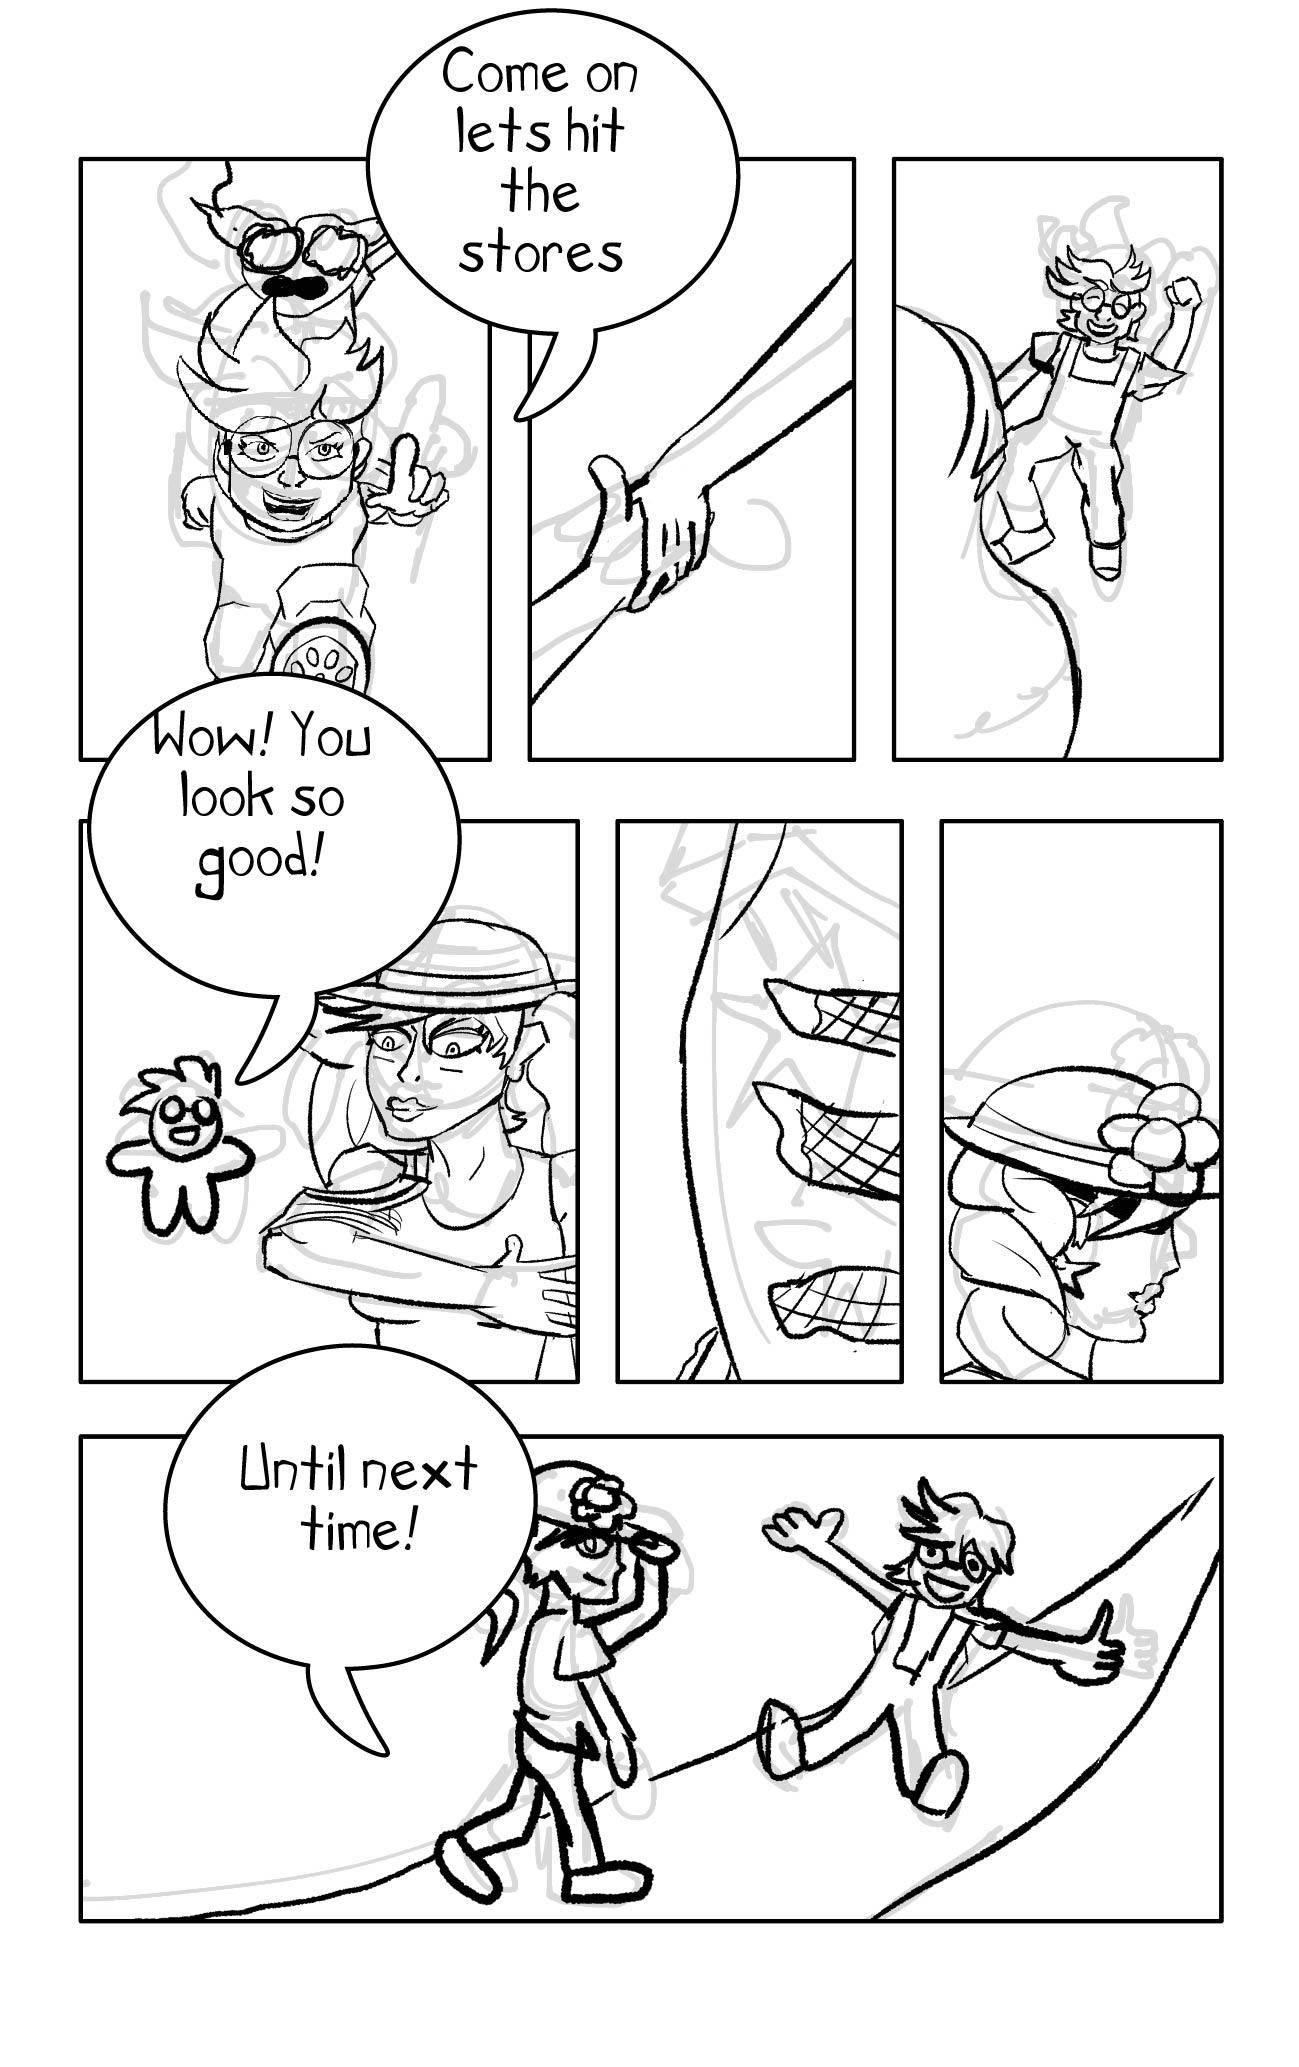 Come on
lets hit
the
stores
Wow! You
look so
good!
Until next
time!